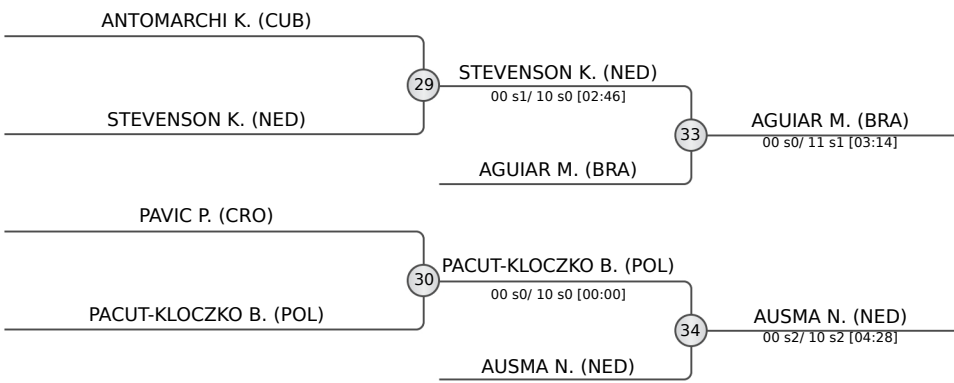 ANTOMARCHI K. (CUB)
29
STEVENSON K. (NED)
00 s1/ 10 s0 [02:46]
STEVENSON K. (NED)
33
AGUIAR M. (BRA)
00 s0/ 11 s1 [03:14]
AGUIAR M. (BRA)
PAVIC P. (CRO)
30
PACUT-KLOCZKO B. (POL)
00 s0/ 10 s0 [00:00]
PACUT-KLOCZKO B. (POL)
34
AUSMA N. (NED)
00 s2/ 10 s2 [04:28]
AUSMA N. (NED)